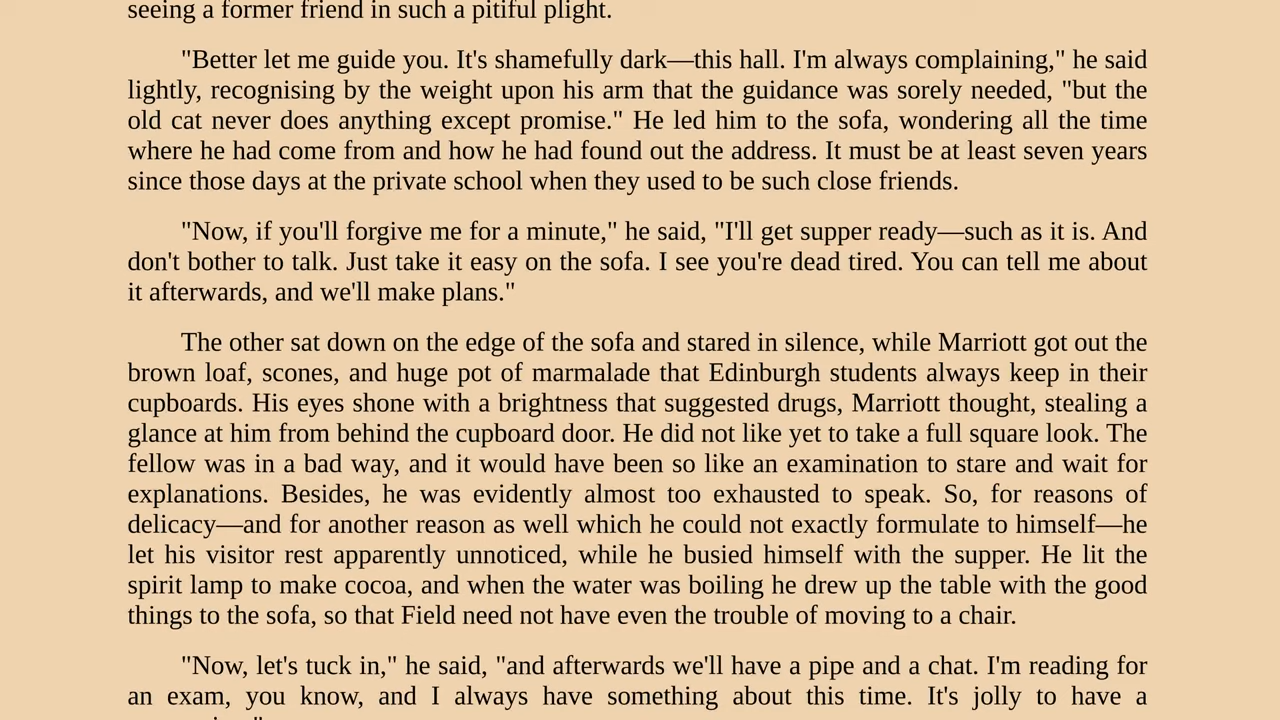 seeing a former friend in such a pitiful plight.
"Better let me guide you. It's shamefully dark—this hall. I'm always complaining," he said
lightly, recognising by the weight upon his arm that the guidance was sorely needed, "but the
old cat never does anything except promise." He led him to the sofa, wondering all the time
where he had come from and how he had found out the address. It must be at least seven years
since those days at the private school when they used to be such close friends.
"Now, if you'll forgive me for a minute," he said, "I'll get supper ready—such as it is. And
don't bother to talk. Just take it easy on the sofa. I see you're dead tired. You can tell me about
it afterwards, and we'll make plans."
The other sat down on the edge of the sofa and stared in silence, while Marriott got out the
brown loaf, scones, and huge pot of marmalade that Edinburgh students always keep in their
cupboards. His eyes shone with a brightness that suggested drugs, Marriott thought, stealing a
glance at him from behind the cupboard door. He did not like yet to take a full square look. The
fellow was in a bad way, and it would have been so like an examination to stare and wait for
explanations. Besides, he was evidently almost too exhausted to speak. So, for reasons of
delicacy—and for another reason as well which he could not exactly formulate to himself—he
let his visitor rest apparently unnoticed, while he busied himself with the supper. He lit the
spirit lamp to make cocoa, and when the water was boiling he drew up the table with the good
things to the sofa, so that Field need not have even the trouble of moving to a chair.
"Now, let's tuck in," he said, "and afterwards we'll have a pipe and a chat. I'm reading for
an exam, you know, and I always have something about this time. It's jolly to have a